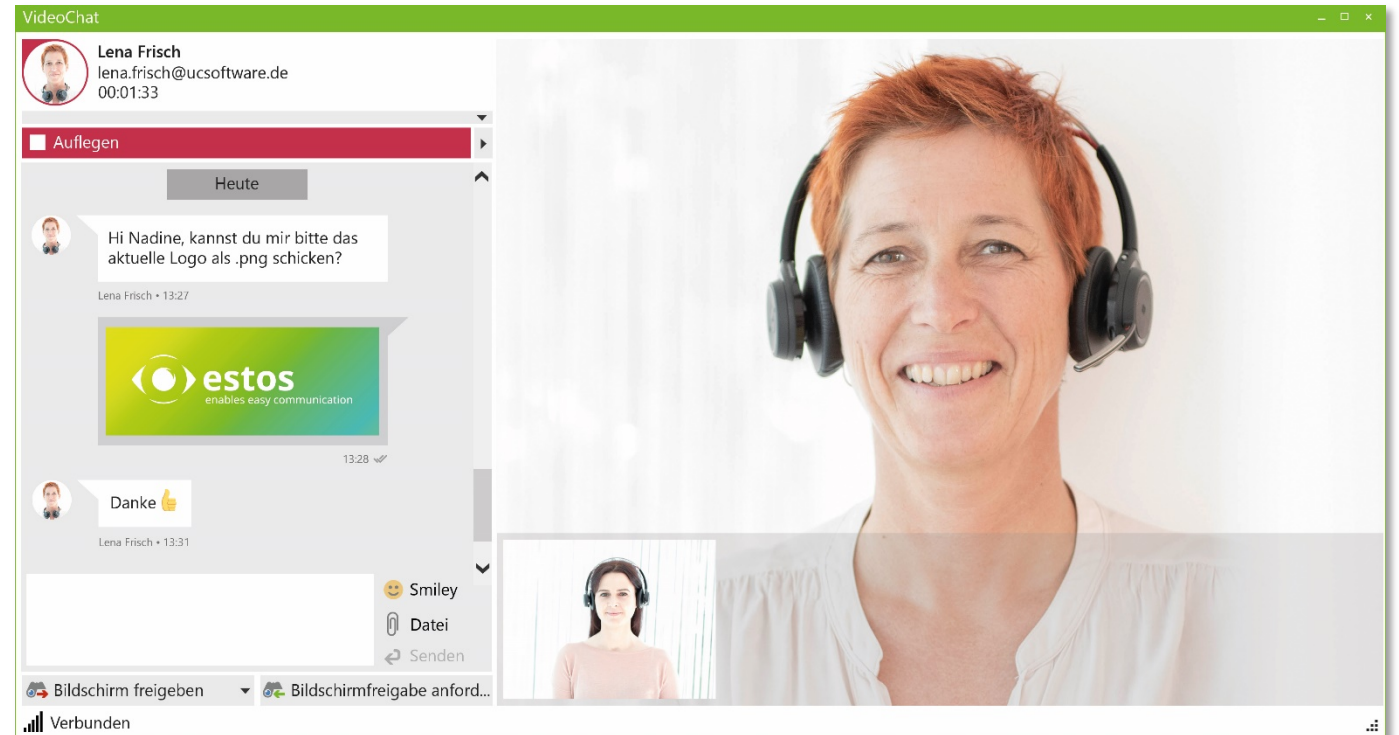 VideoChat
Lena Frisch
lena.frisch@ucsoftware.de
00:01:33
Auflegen
Heute
Hi Nadine, kannst du mir bitte das
aktuelle Logo als .png schicken?
Lena Frisch • 13:27
estos
enables easy communication
13:28
Danke
Lena Frisch • 13:31
Smiley
Datei
Senden
Bildschirm freigeben
Bildschirmfreigabe anford...
Verbunden